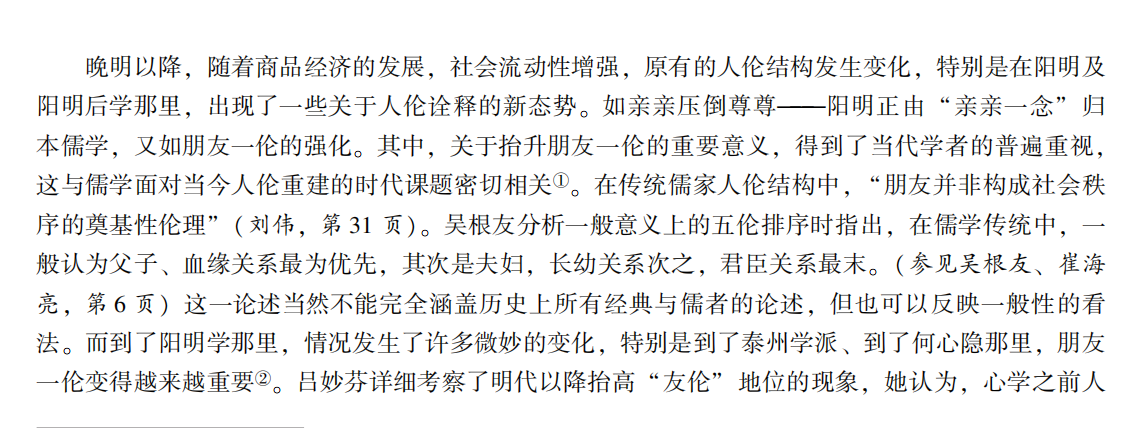 晚明以降，随着商品经济的发展，社会流动性增强，原有的人伦结构发生变化，特别是在阳明及
阳明后学那里，出现了一些关于人伦诠释的新态势。如亲亲压倒尊尊——阳明正由“亲亲一念”归
本儒学，又如朋友一伦的强化。其中，关于抬升朋友一伦的重要意义，得到了当代学者的普遍重视，
这与儒学面对当今人伦重建的时代课题密切相关①。在传统儒家人伦结构中，“朋友并非构成社会秩
序的奠基性伦理”（刘伟，第 31 页）。吴根友分析一般意义上的五伦排序时指出，在儒学传统中，一
般认为父子、血缘关系最为优先，其次是夫妇，长幼关系次之，君臣关系最末。（参见吴根友、崔海
亮，第 6 页）这一论述当然不能完全涵盖历史上所有经典与儒者的论述，但也可以反映一般性的看
法。而到了阳明学那里，情况发生了许多微妙的变化，特别是到了泰州学派、到了何心隐那里，朋友
一伦变得越来越重要②。吕妙芬详细考察了明代以降抬高“友伦”地位的现象，她认为，心学之前人